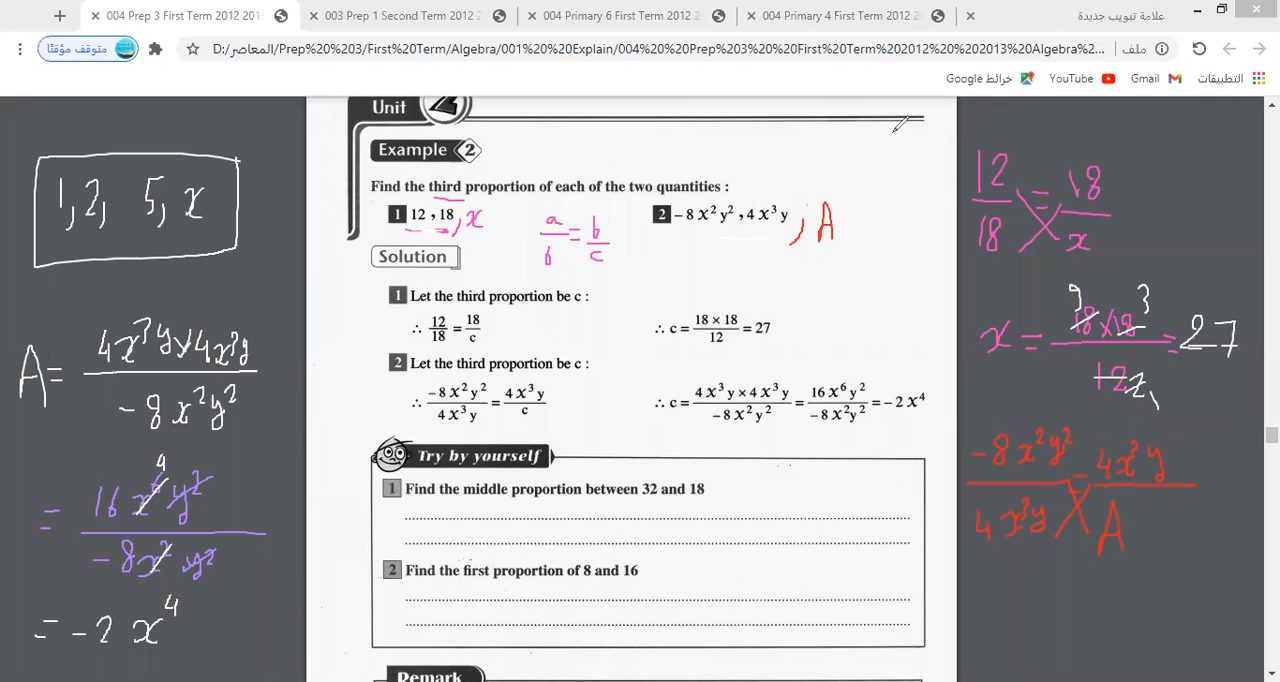 004 Prep 3 First Term 2012 201
003 Prep 1 Second Term 2012 2
004 Primary 6 First Term 2012 2
004 Primary 4 First Term 2012 2
علامة تبويب جديدة
متوقف مؤقتًا
D:/المعاصر/Prep%20%203/First%20Term/Algebra/001%20%20Explain/004%20%20Prep%203%20%20First%20Term%202012%20%202013%20Algebra%...
ملف
خرائط Google
YouTube
Gmail
التطبيقات
Unit
Example 2
Find the third proportion of each of the two quantities :
1 12 , 18 , x
a/b = b/c
2 – 8 X² y² , 4 X³ y , A
Solution
1 Let the third proportion be c :
∴ 12/18 = 18/c
∴ c = (18 × 18)/12 = 27
2 Let the third proportion be c :
∴ (– 8 X² y²)/(4 X³ y) = (4 X³ y)/c
∴ c = (4 X³ y × 4 X³ y)/(– 8 X² y²) = (16 X⁶ y²)/(– 8 X² y²) = – 2 X⁴
Try by yourself
1 Find the middle proportion between 32 and 18
2 Find the first proportion of 8 and 16
Remark
1, 2, 5, x
A = (4x³y × 4x³y)/(-8x²y²)
= (16x⁶y²)/(-8x²y²) 4
= -2 x⁴
12/18 = 18/x
x = (18 × 18)/12 = 27
3 3
2
(-8x²y²)/(4x³y) = (4x³y)/A